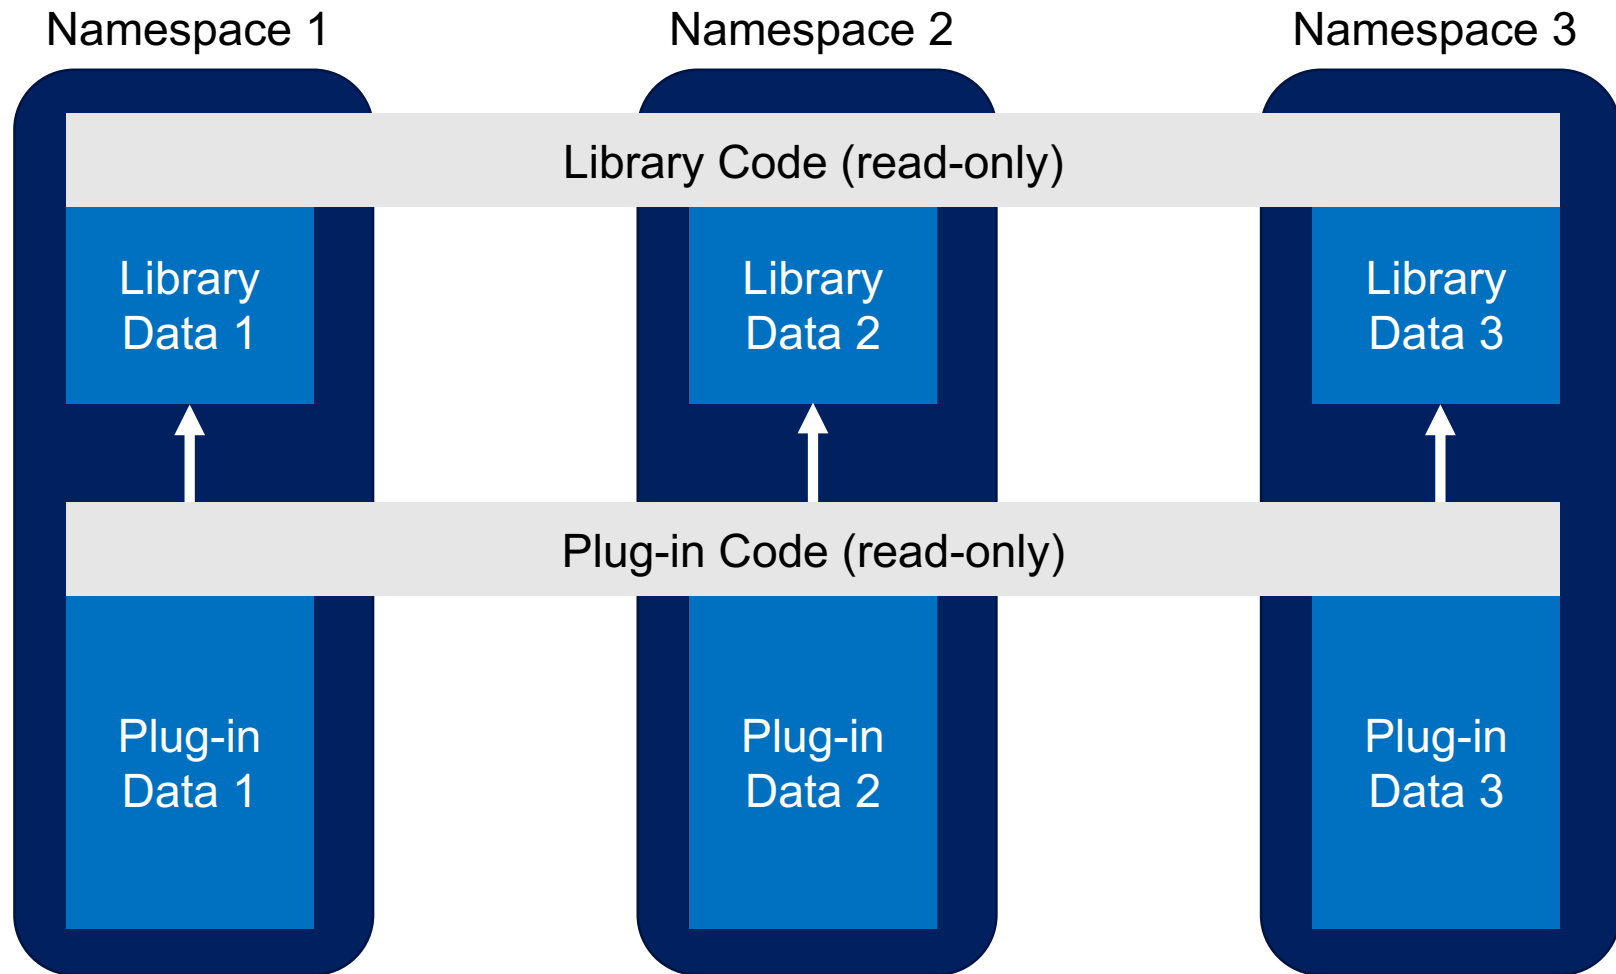 Namespace 1
Namespace 2
Namespace 3
Library Code (read-only)
Library
Data 1
Library
Data 2
Library
Data 3
Plug-in Code (read-only)
Plug-in
Data 1
Plug-in
Data 2
Plug-in
Data 3